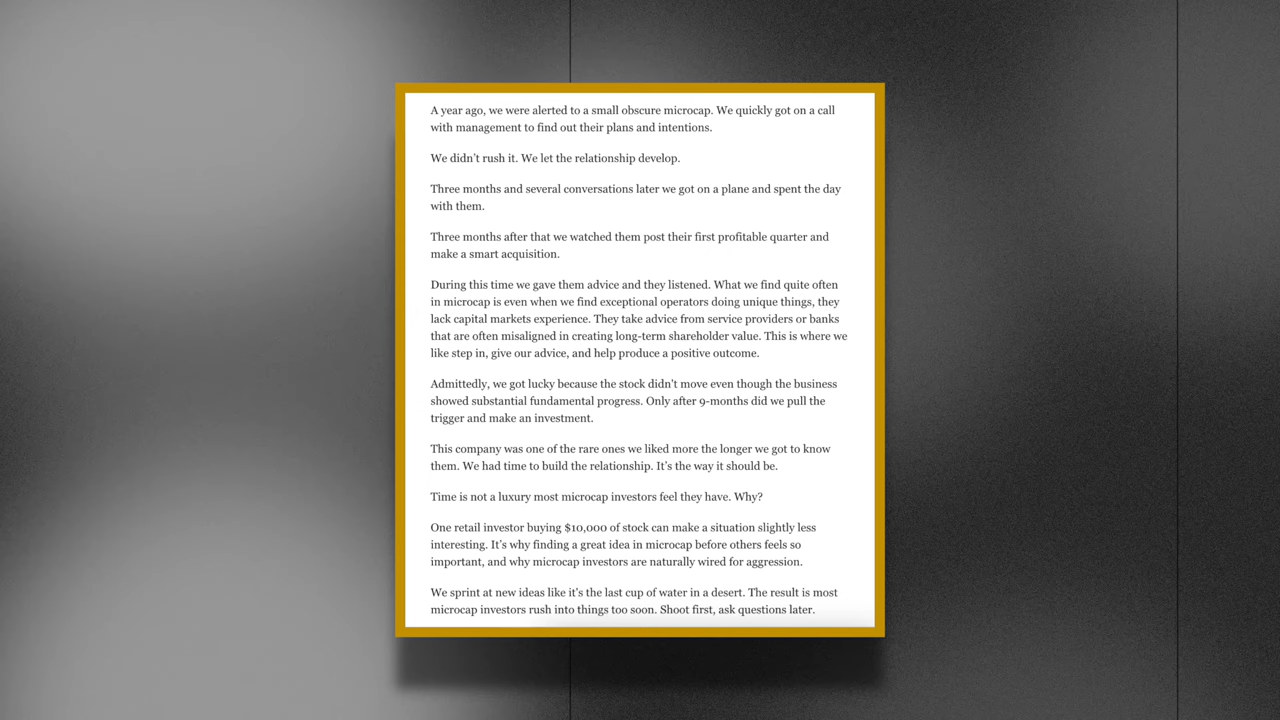 A year ago, we were alerted to a small obscure microcap. We quickly got on a call
with management to find out their plans and intentions.
We didn't rush it. We let the relationship develop.
Three months and several conversations later we got on a plane and spent the day
with them.
Three months after that we watched them post their first profitable quarter and
make a smart acquisition.
During this time we gave them advice and they listened. What we find quite often
in microcap is even when we find exceptional operators doing unique things, they
lack capital markets experience. They take advice from service providers or banks
that are often misaligned in creating long-term shareholder value. This is where we
like step in, give our advice, and help produce a positive outcome.
Admittedly, we got lucky because the stock didn't move even though the business
showed substantial fundamental progress. Only after 9-months did we pull the
trigger and make an investment.
This company was one of the rare ones we liked more the longer we got to know
them. We had time to build the relationship. It's the way it should be.
Time is not a luxury most microcap investors feel they have. Why?
One retail investor buying $10,000 of stock can make a situation slightly less
interesting. It's why finding a great idea in microcap before others feels so
important, and why microcap investors are naturally wired for aggression.
We sprint at new ideas like it's the last cup of water in a desert. The result is most
microcap investors rush into things too soon. Shoot first, ask questions later.